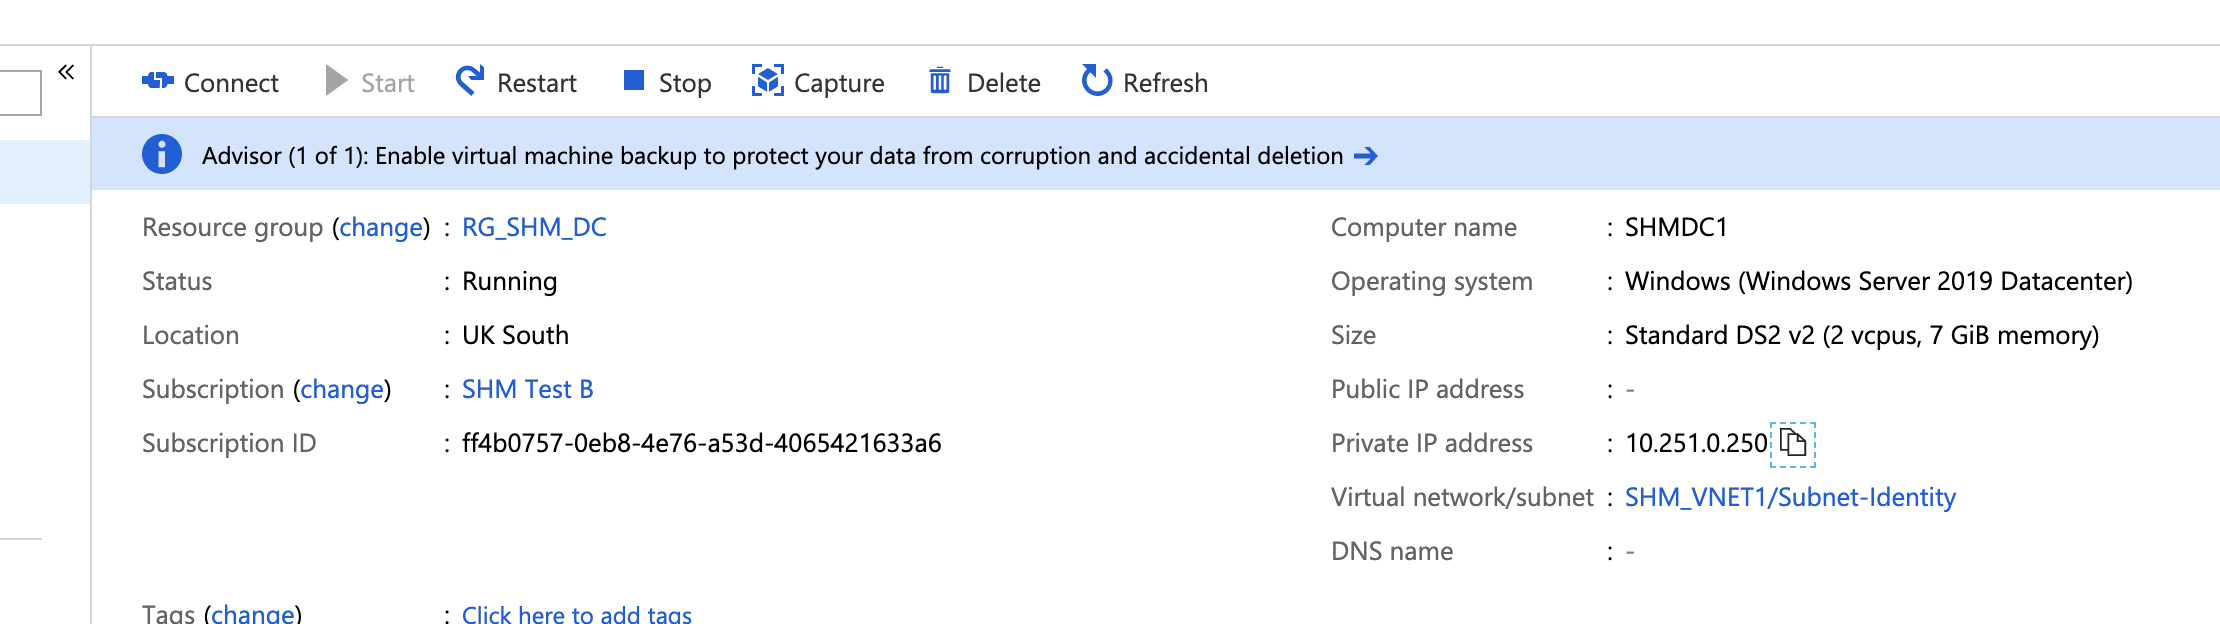 «
Connect Start Restart Stop Capture Delete Refresh
Advisor (1 of 1): Enable virtual machine backup to protect your data from corruption and accidental deletion →
Resource group (change) : RG_SHM_DC
Status : Running
Location : UK South
Subscription (change) : SHM Test B
Subscription ID : ff4b0757-0eb8-4e76-a53d-4065421633a6
Computer name : SHMDC1
Operating system : Windows (Windows Server 2019 Datacenter)
Size : Standard DS2 v2 (2 vcpus, 7 GiB memory)
Public IP address : -
Private IP address : 10.251.0.250
Virtual network/subnet : SHM_VNET1/Subnet-Identity
DNS name : -
Tags (change) : Click here to add tags